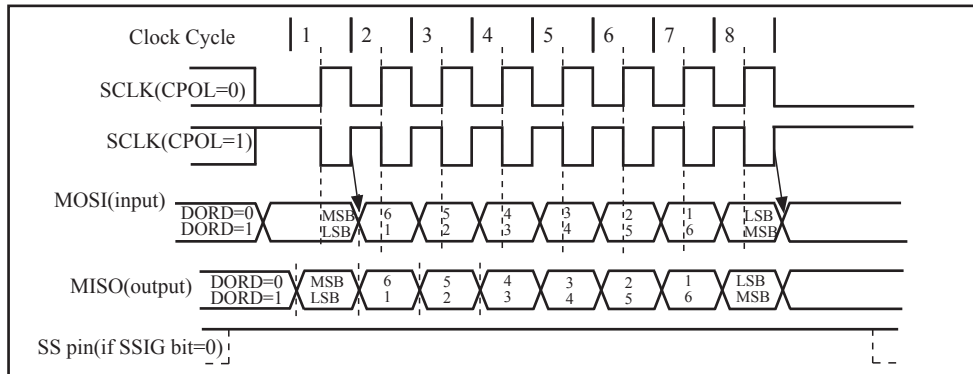 Clock Cycle 1 2 3 4 5 6 7 8
SCLK(CPOL=0)
SCLK(CPOL=1)
MOSI(input)
DORD=0 MSB 6 5 4 3 2 1 LSB
DORD=1 LSB 1 2 3 4 5 6 MSB
MISO(output)
DORD=0 MSB 6 5 4 3 2 1 LSB
DORD=1 LSB 1 2 3 4 5 6 MSB
SS pin(if SSIG bit=0)